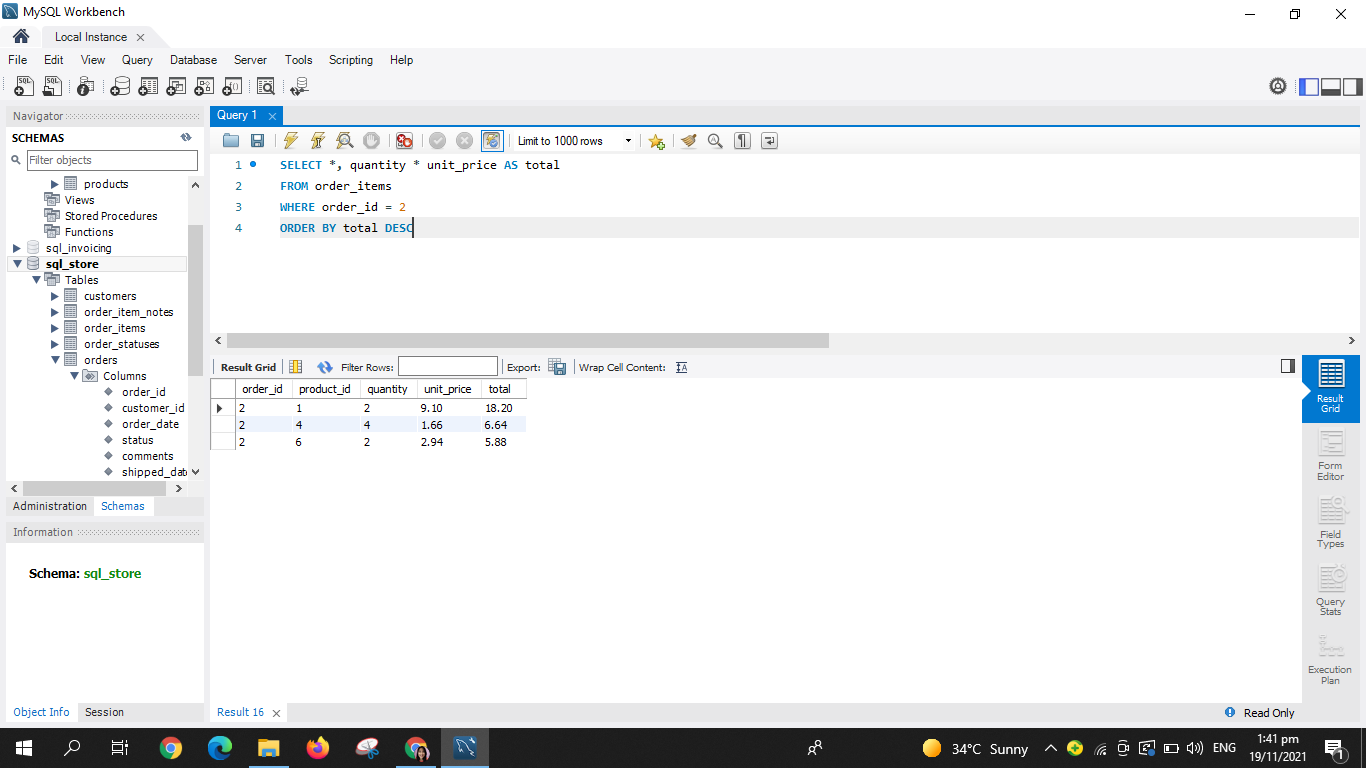 MySQL Workbench
Local Instance
File Edit View Query Database Server Tools Scripting Help
Navigator
SCHEMAS
Filter objects
products
Views
Stored Procedures
Functions
sql_invoicing
sql_store
Tables
customers
order_item_notes
order_items
order_statuses
orders
Columns
order_id
customer_id
order_date
status
comments
shipped_date
Administration Schemas
Information
Schema: sql_store
Object Info Session
Query 1
Limit to 1000 rows
1 SELECT *, quantity * unit_price AS total
2 FROM order_items
3 WHERE order_id = 2
4 ORDER BY total DESC
Result Grid Filter Rows: Export: Wrap Cell Content:
order_id product_id quantity unit_price total
2 1 2 9.10 18.20
2 4 4 1.66 6.64
2 6 2 2.94 5.88
Result
Grid
Form
Editor
Field
Types
Query
Stats
Execution
Plan
Result 16
Read Only
34°C Sunny
ENG
1:41 pm
19/11/2021
1